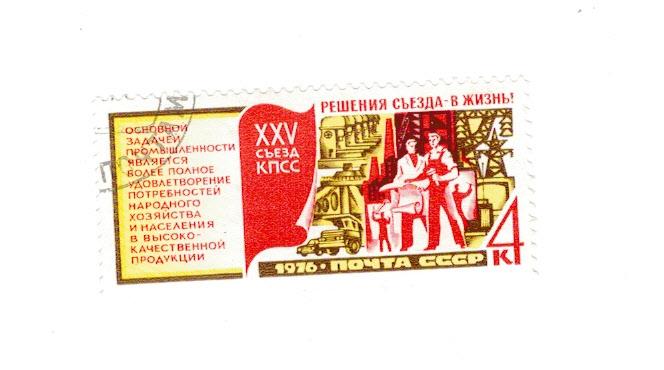 ОСНОВНОЙ
ЗАДАЧЕЙ
ПРОМЫШЛЕННОСТИ
ЯВЛЯЕТСЯ
БОЛЕЕ ПОЛНОЕ
УДОВЛЕТВОРЕНИЕ
ПОТРЕБНОСТЕЙ
НАРОДНОГО
ХОЗЯЙСТВА
И НАСЕЛЕНИЯ
В ВЫСОКО-
КАЧЕСТВЕННОЙ
ПРОДУКЦИИ
XXV
СЪЕЗД
КПСС
РЕШЕНИЯ СЪЕЗДА - В ЖИЗНЬ!
4
К
1976 • ПОЧТА СССР